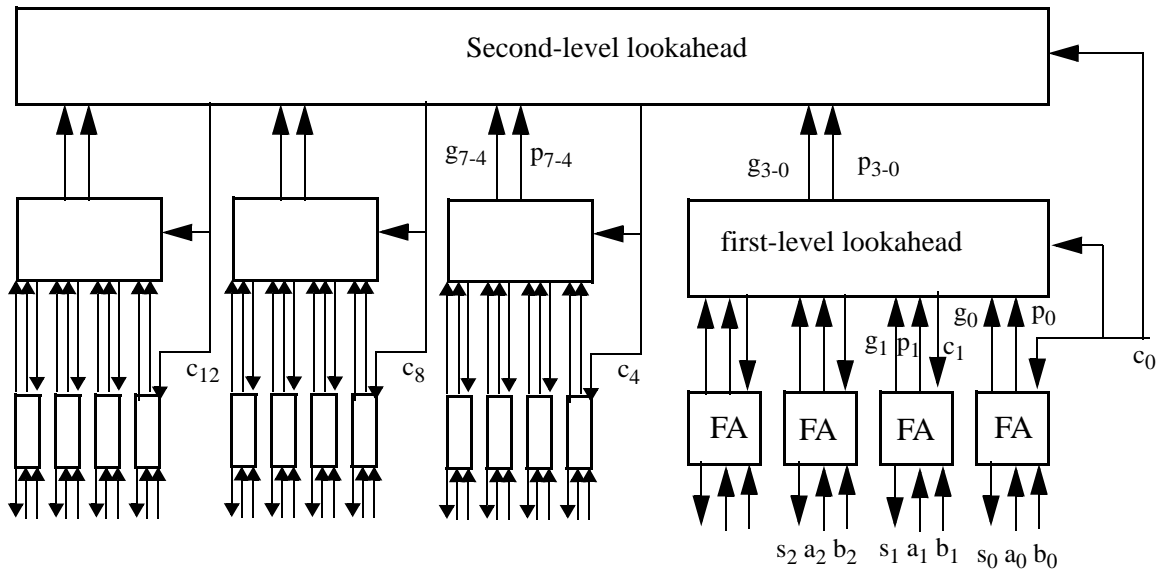 Second-level lookahead
g7-4 p7-4
g3-0 p3-0
first-level lookahead
g1 p1 c1 g0 p0
c12 c8 c4 c0
FA FA FA FA
s2 a2 b2 s1 a1 b1 s0 a0 b0